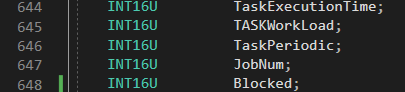 644 INT16U TaskExecutionTime;
645 INT16U TASKWorkLoad;
646 INT16U TaskPeriodic;
647 INT16U JobNum;
648 INT16U Blocked;